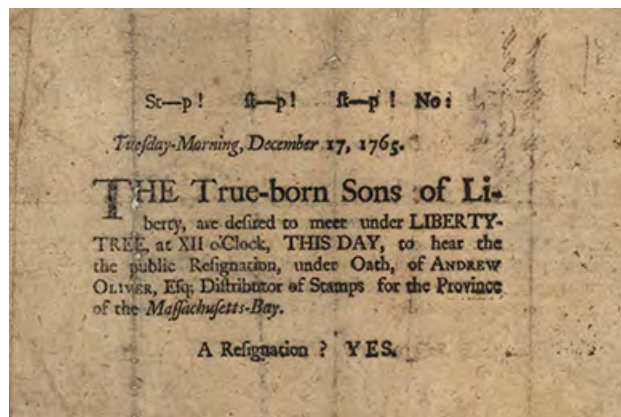 St—p! ſt—p! ſt—p! No:
Tueſday-Morning, December 17, 1765.
THE True-born Sons of Li-
berty, are deſired to meet under LIBERTY-
TREE, at XII o'Clock, THIS DAY, to hear the
the public Reſignation, under Oath, of ANDREW
OLIVER, Eſq; Diſtributor of Stamps for the Province
of the Maſſachuſetts-Bay.
A Reſignation ? YES.